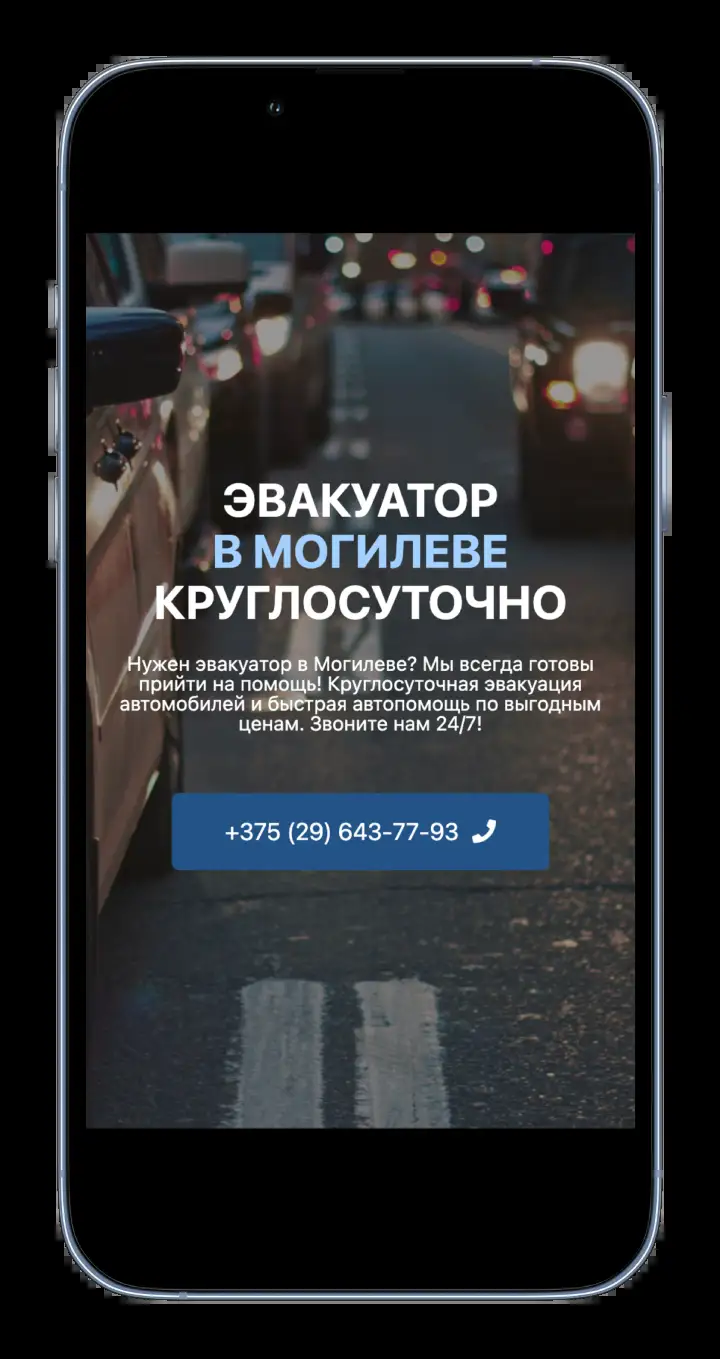 ЭВАКУАТОР
В МОГИЛЕВЕ
КРУГЛОСУТОЧНО
Нужен эвакуатор в Могилеве? Мы всегда готовы
прийти на помощь! Круглосуточная эвакуация
автомобилей и быстрая автопомощь по выгодным
ценам. Звоните нам 24/7!
+375 (29) 643-77-93